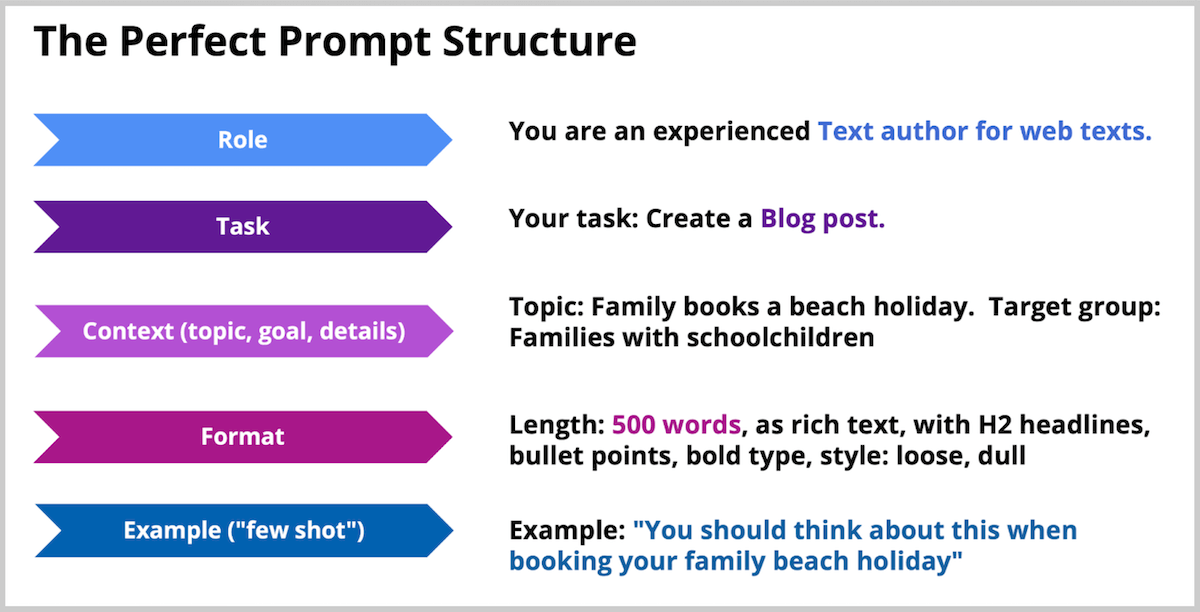 The Perfect Prompt Structure
Role
You are an experienced Text author for web texts.
Task
Your task: Create a Blog post.
Context (topic, goal, details)
Topic: Family books a beach holiday.  Target group:
Families with schoolchildren
Format
Length: 500 words, as rich text, with H2 headlines,
bullet points, bold type, style: loose, dull
Example ("few shot")
Example: "You should think about this when
booking your family beach holiday"